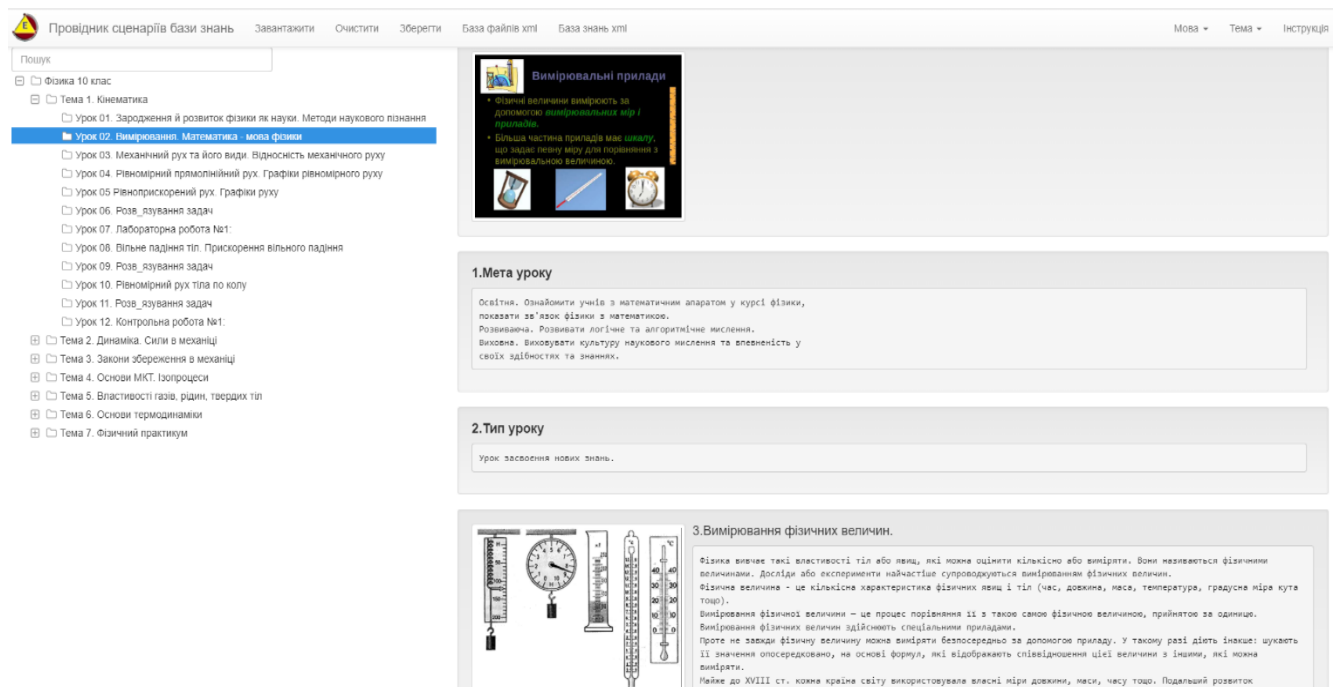 Провідник сценаріїв бази знань Завантажити Очистити Зберегти База файлів xml База знань xml Мова Тема Інструкція
Пошук
Фізика 10 клас
Тема 1. Кінематика
Урок 01. Зародження й розвиток фізики як науки. Методи наукового пізнання
Урок 02. Вимірювання. Математика - мова фізики
Урок 03. Механічний рух та його види. Відносність механічного руху
Урок 04. Рівномірний прямолінійний рух. Графіки рівномірного руху
Урок 05 Рівноприскорений рух. Графіки руху
Урок 06. Розв_язування задач
Урок 07. Лабораторна робота №1:
Урок 08. Вільне падіння тіл. Прискорення вільного падіння
Урок 09. Розв_язування задач
Урок 10. Рівномірний рух тіла по колу
Урок 11. Розв_язування задач
Урок 12. Контрольна робота №1:
Тема 2. Динаміка. Сили в механіці
Тема 3. Закони збереження в механіці
Тема 4. Основи МКТ. Ізопроцеси
Тема 5. Властивості газів, рідин, твердих тіл
Тема 6. Основи термодинаміки
Тема 7. Фізичний практикум
Вимірювальні прилади
• Фізичні величини вимірюють за
допомогою вимірювальних мір і
приладів.
• Більша частина приладів має шкалу,
що задає певну міру для порівняння з
вимірювальною величиною.
1.Мета уроку
Освітня. Ознайомити учнів з математичним апаратом у курсі фізики,
показати зв'язок фізики з математикою.
Розвиваюча. Розвивати логічне та алгоритмічне мислення.
Виховна. Виховувати культуру наукового мислення та впевненість у
своїх здібностях та знаннях.
2.Тип уроку
Урок засвоєння нових знань.
3.Вимірювання фізичних величин.
Фізика вивчає такі властивості тіл або явищ, які можна оцінити кількісно або виміряти. Вони називаються фізичними
величинами. Досліди або експерименти найчастіше супроводжуються вимірюванням фізичних величин.
Фізична величина - це кількісна характеристика фізичних явищ і тіл (час, довжина, маса, температура, градусна міра кута
тощо).
Вимірювання фізичної величини — це процес порівняння її з такою самою фізичною величиною, прийнятою за одиницю.
Вимірювання фізичних величин здійснюють спеціальними приладами.
Проте не завжди фізичну величину можна виміряти безпосередньо за допомогою приладу. У такому разі діють інакше: шукають
її значення опосередковано, на основі формул, які відображають співвідношення цієї величини з іншими, які можна
виміряти.
Майже до XVIII ст. кожна країна світу використовувала власні міри довжини, маси, часу тощо. Подальший розвиток